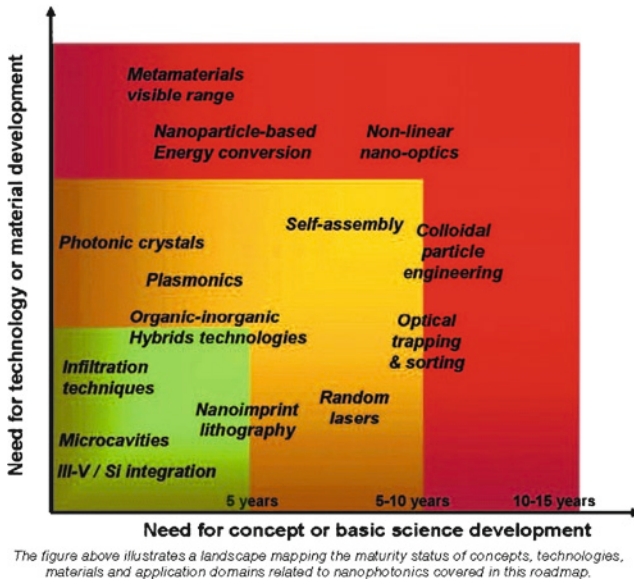 Need for technology or material development
Metamaterials
visible range
Nanoparticle-based
Energy conversion
Non-linear
nano-optics
Self-assembly
Colloidal
particle
engineering
Photonic crystals
Plasmonics
Organic-inorganic
Hybrids technologies
Optical
trapping
& sorting
Infiltration
techniques
Nanoimprint
lithography
Random
lasers
Microcavities
III-V / Si integration
5 years
5-10 years
10-15 years
Need for concept or basic science development
The figure above illustrates a landscape mapping the maturity status of concepts, technologies,
materials and application domains related to nanophotonics covered in this roadmap.